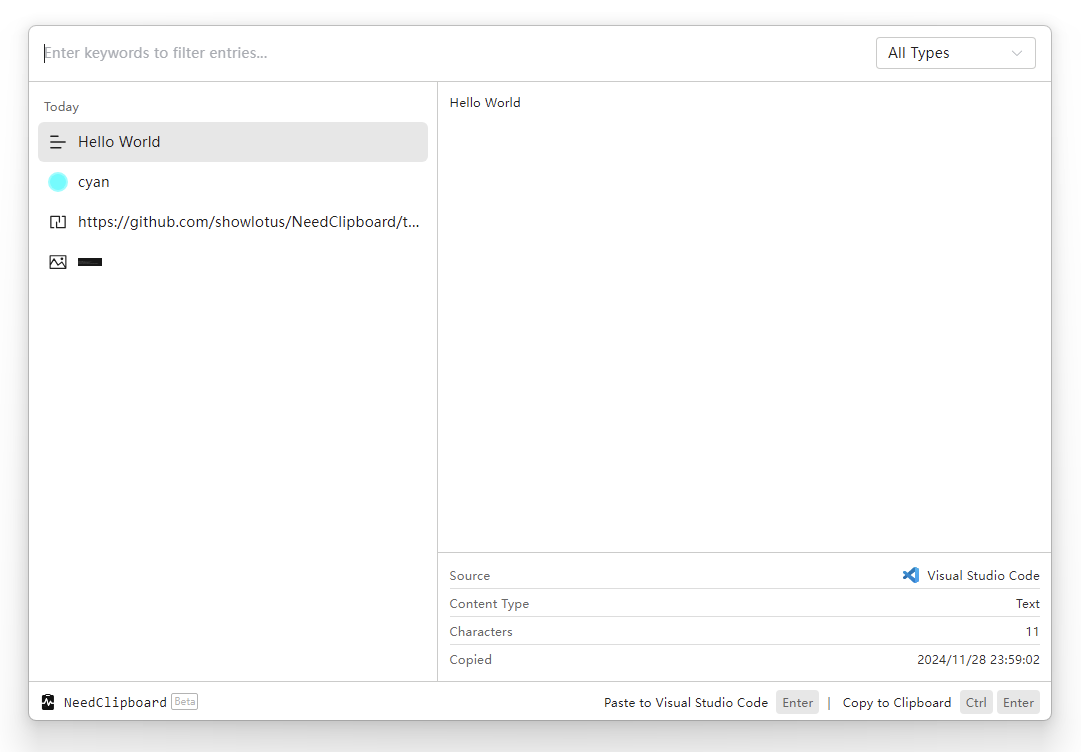 Enter keywords to filter entries...
All Types
Today
Hello World
cyan
https://github.com/showlotus/NeedClipboard/t...
Hello World
Source Visual Studio Code
Content Type Text
Characters 11
Copied 2024/11/28 23:59:02
NeedClipboard Beta
Paste to Visual Studio Code Enter | Copy to Clipboard Ctrl Enter